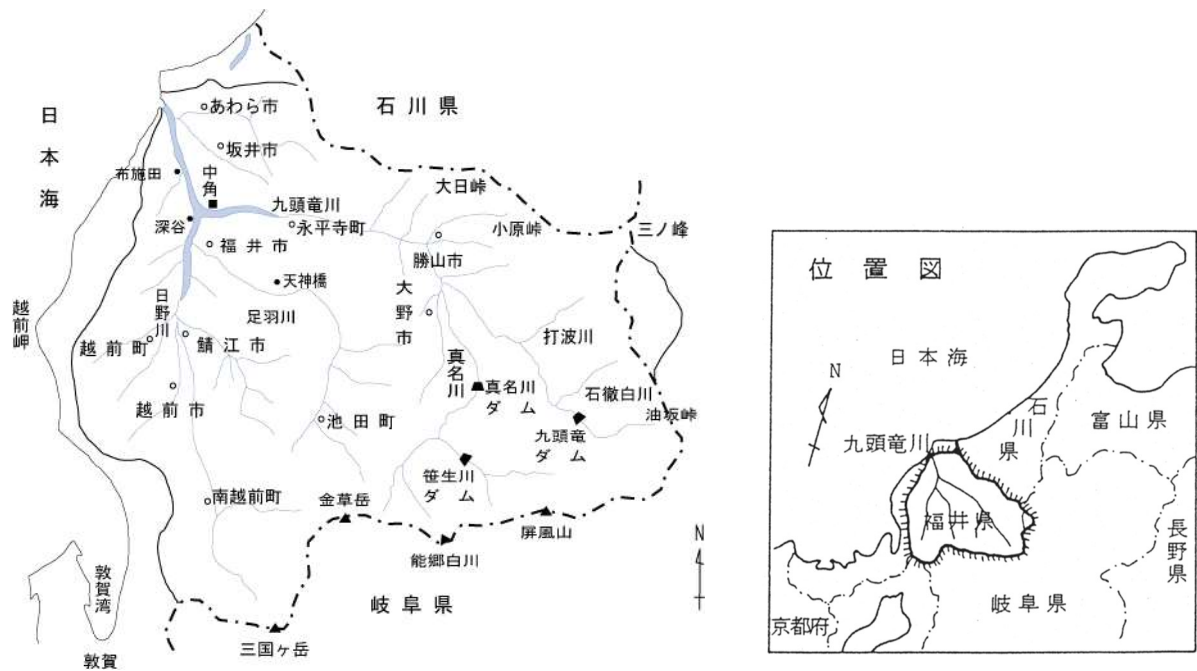 日本海
石川県
あわら市
坂井市
布施田
中角
大日峠
九頭竜川
小原峠
三ノ峰
深谷
永平寺町
福井市
勝山市
天神橋
大野市
越前岬
日野川
足羽川
打波川
越前町
鯖江市
真名川
真名川
ダム
石徹白川
油坂峠
越前市
池田町
九頭竜
ダム
笹生川
ダム
南越前町
金草岳
屏風山
能郷白川
N
敦賀湾
岐阜県
三国ヶ岳
敦賀
位置図
日本海
N
石川県
富山県
九頭竜川
福井県
長野県
岐阜県
京都府